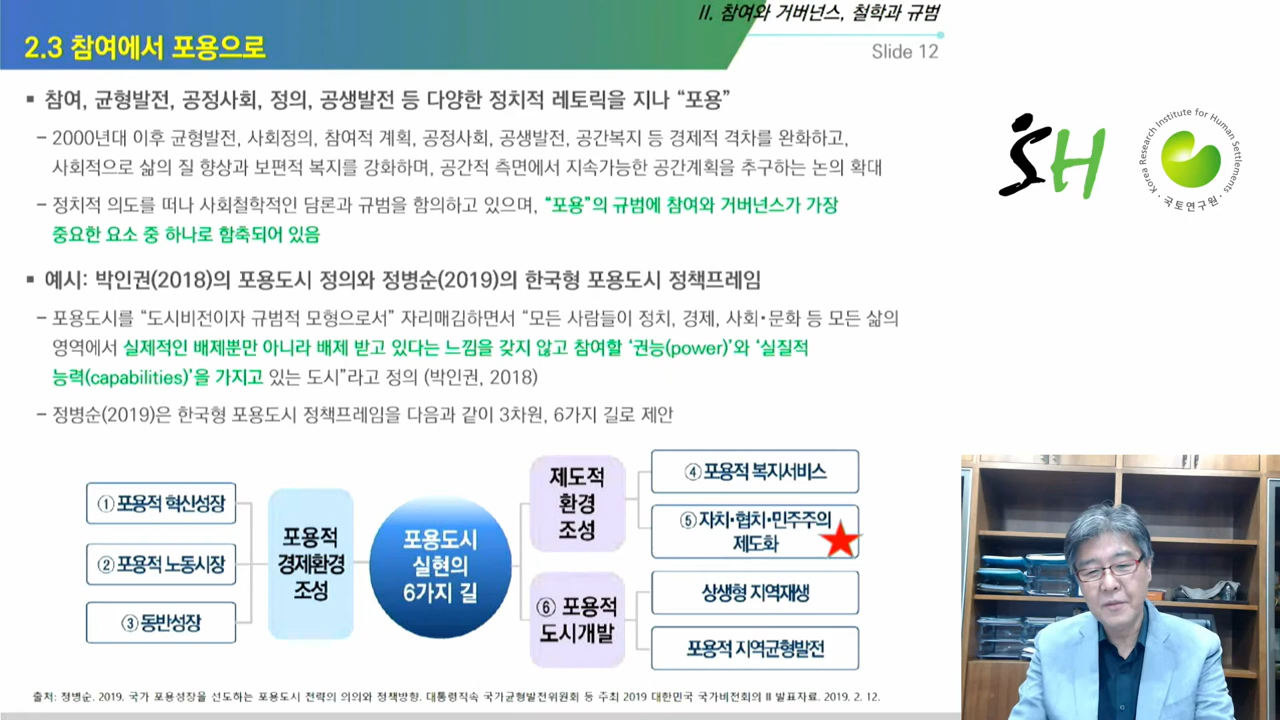 II. 참여와 거버넌스, 철학과 규범
2.3 참여에서 포용으로
Slide 12
▪ 참여, 균형발전, 공정사회, 정의, 공생발전 등 다양한 정치적 레토릭을 지나 “포용”
– 2000년대 이후 균형발전, 사회정의, 참여적 계획, 공정사회, 공생발전, 공간복지 등 경제적 격차를 완화하고,
사회적으로 삶의 질 향상과 보편적 복지를 강화하며, 공간적 측면에서 지속가능한 공간계획을 추구하는 논의 확대
– 정치적 의도를 떠나 사회철학적인 담론과 규범을 함의하고 있으며, “포용”의 규범에 참여와 거버넌스가 가장
중요한 요소 중 하나로 함축되어 있음
▪ 예시: 박인권(2018)의 포용도시 정의와 정병순(2019)의 한국형 포용도시 정책프레임
– 포용도시를 “도시비전이자 규범적 모형으로서” 자리매김하면서 “모든 사람들이 정치, 경제, 사회·문화 등 모든 삶의
영역에서 실제적인 배제뿐만 아니라 배제 받고 있다는 느낌을 갖지 않고 참여할 ‘권능(power)’와 ‘실질적
능력(capabilities)’을 가지고 있는 도시”라고 정의 (박인권, 2018)
– 정병순(2019)은 한국형 포용도시 정책프레임을 다음과 같이 3차원, 6가지 길로 제안
① 포용적 혁신성장
② 포용적 노동시장
③ 동반성장
포용적
경제환경
조성
포용도시
실현의
6가지 길
제도적
환경
조성
④ 포용적 복지서비스
⑤ 자치·협치·민주주의
제도화
⑥ 포용적
도시개발
상생형 지역재생
포용적 지역균형발전
출처: 정병순. 2019. 국가 포용성장을 선도하는 포용도시 전략의 의의와 정책방향. 대통령직속 국가균형발전위원회 등 주최 2019 대한민국 국가비전회의 II 발표자료. 2019. 2. 12.
SH
Korea Research Institute for Human Settlements
국토연구원